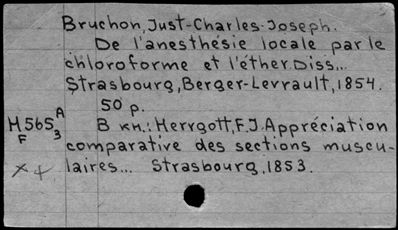 Bruchon, Just-Charles-Joseph.
De l'anesthésie locale par le
chloroforme et l'éther. Diss...
Strasbourg, Berger-Levrault, 1854.
50 p.
M565 A/3
F
В кн.: Herrgott, F.J. Appréciation
comparative des sections muscu-
laires... Strasbourg, 1853.